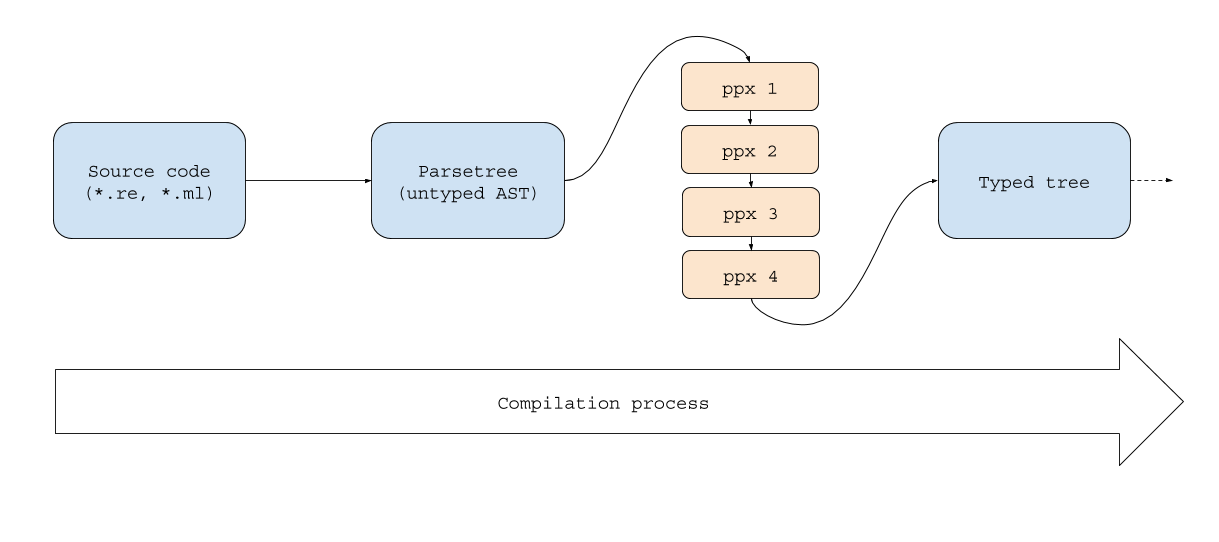 Source code
(*.re, *.ml)
Parsetree
(untyped AST)
ppx 1
ppx 2
ppx 3
ppx 4
Typed tree
Compilation process